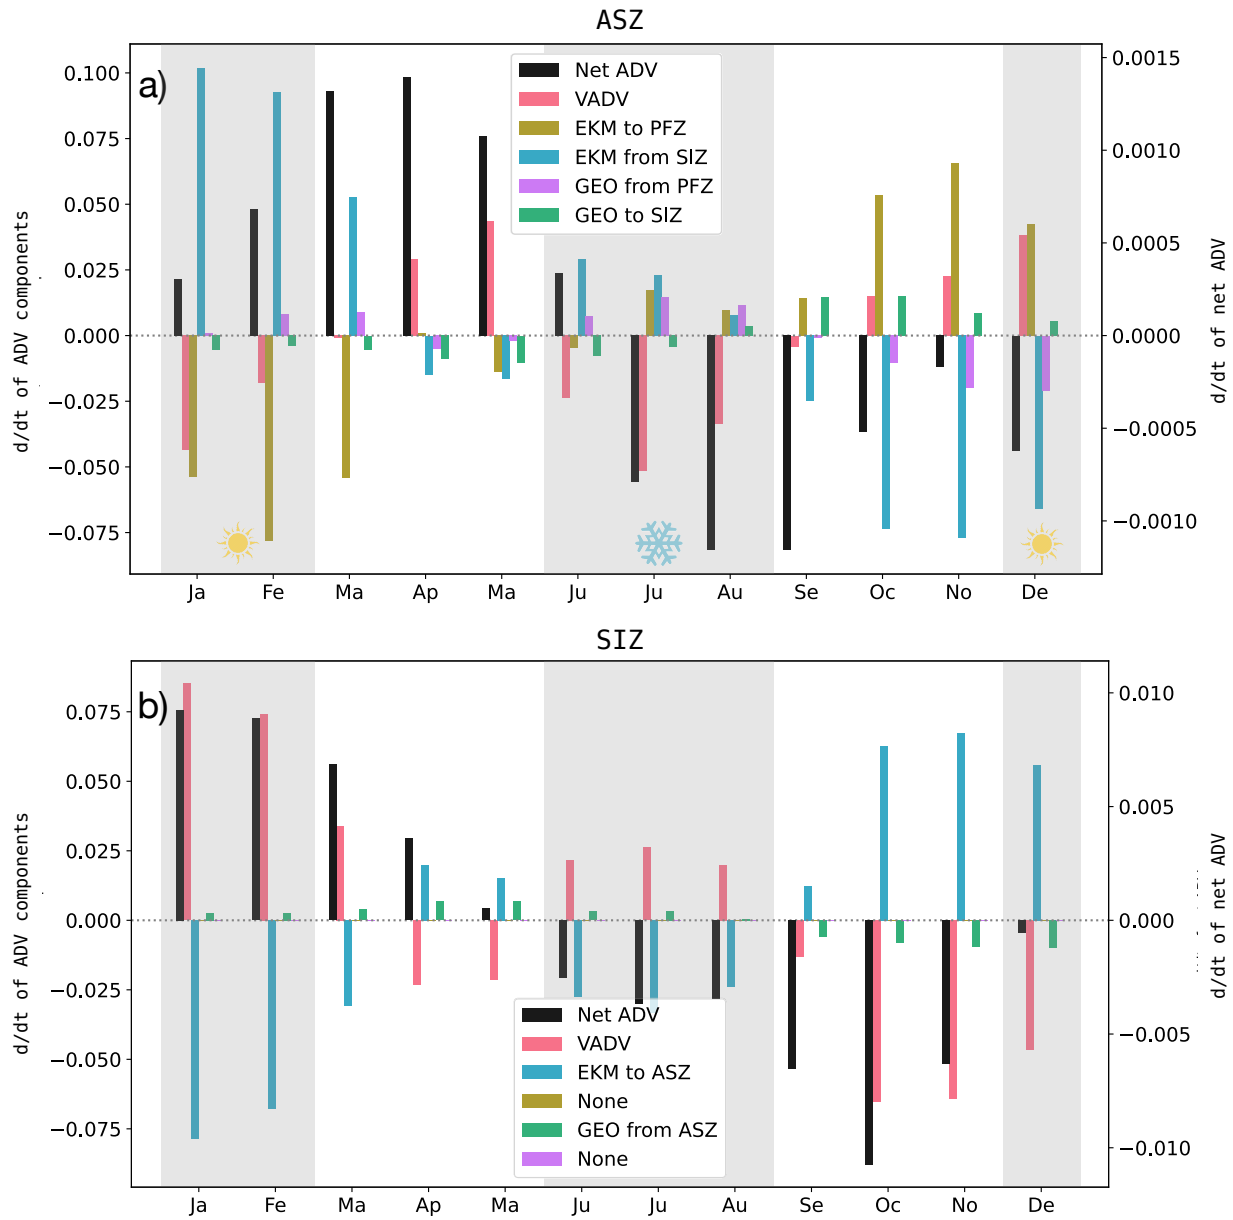 ASZ
a)
Net ADV
VADV
EKM to PFZ
EKM from SIZ
GEO from PFZ
GEO to SIZ
d/dt of ADV components
0.100
0.075
0.050
0.025
0.000
−0.025
−0.050
−0.075
0.0015
0.0010
0.0005
0.0000
−0.0005
−0.0010
d/dt of net ADV
Ja Fe Ma Ap Ma Ju Ju Au Se Oc No De
SIZ
b)
d/dt of ADV components
0.075
0.050
0.025
0.000
−0.025
−0.050
−0.075
0.010
0.005
0.000
−0.005
−0.010
d/dt of net ADV
Net ADV
VADV
EKM to ASZ
None
GEO from ASZ
None
Ja Fe Ma Ap Ma Ju Ju Au Se Oc No De